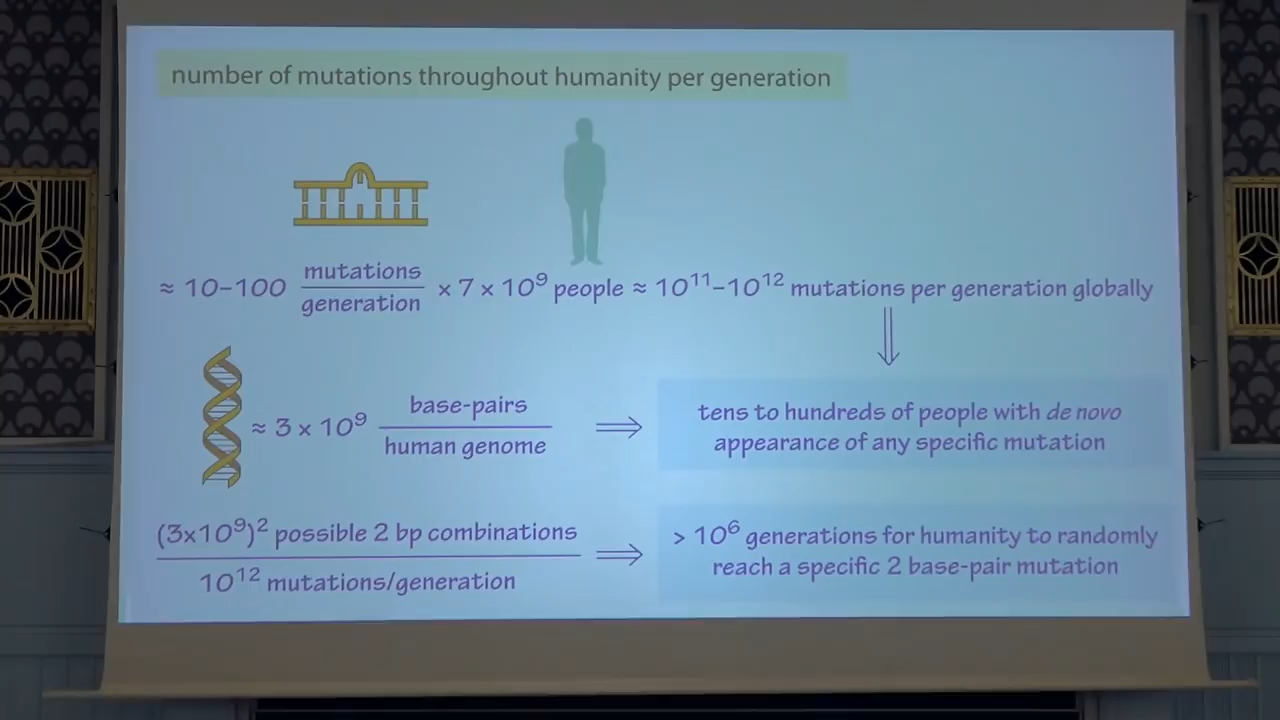 number of mutations throughout humanity per generation
≈ 10–100 mutations/generation × 7 × 10⁹ people ≈ 10¹¹–10¹² mutations per generation globally
≈ 3 × 10⁹ base-pairs/human genome ⇒ tens to hundreds of people with de novo
appearance of any specific mutation
(3x10⁹)² possible 2 bp combinations
10¹² mutations/generation
⇒ > 10⁶ generations for humanity to randomly
reach a specific 2 base-pair mutation